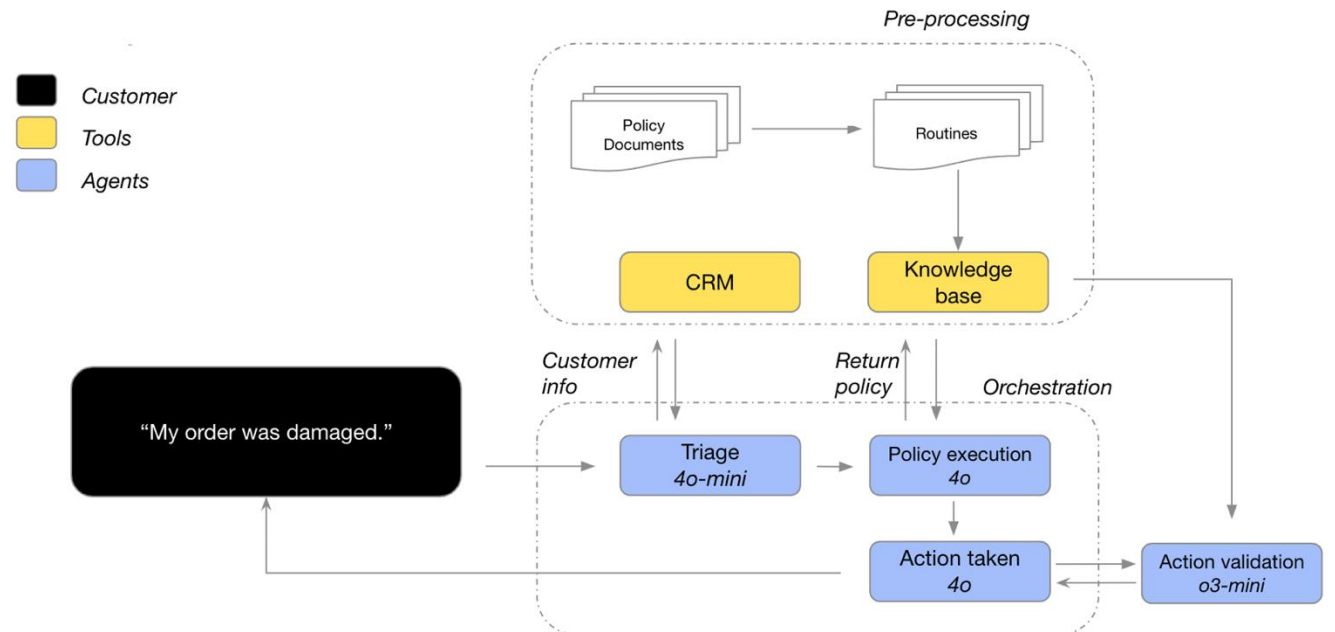 Pre-processing
Customer
Tools
Agents
Policy
Documents
Routines
CRM
Knowledge
base
Customer
info
Return
policy
Orchestration
“My order was damaged.”
Triage
4o-mini
Policy execution
4o
Action taken
4o
Action validation
o3-mini